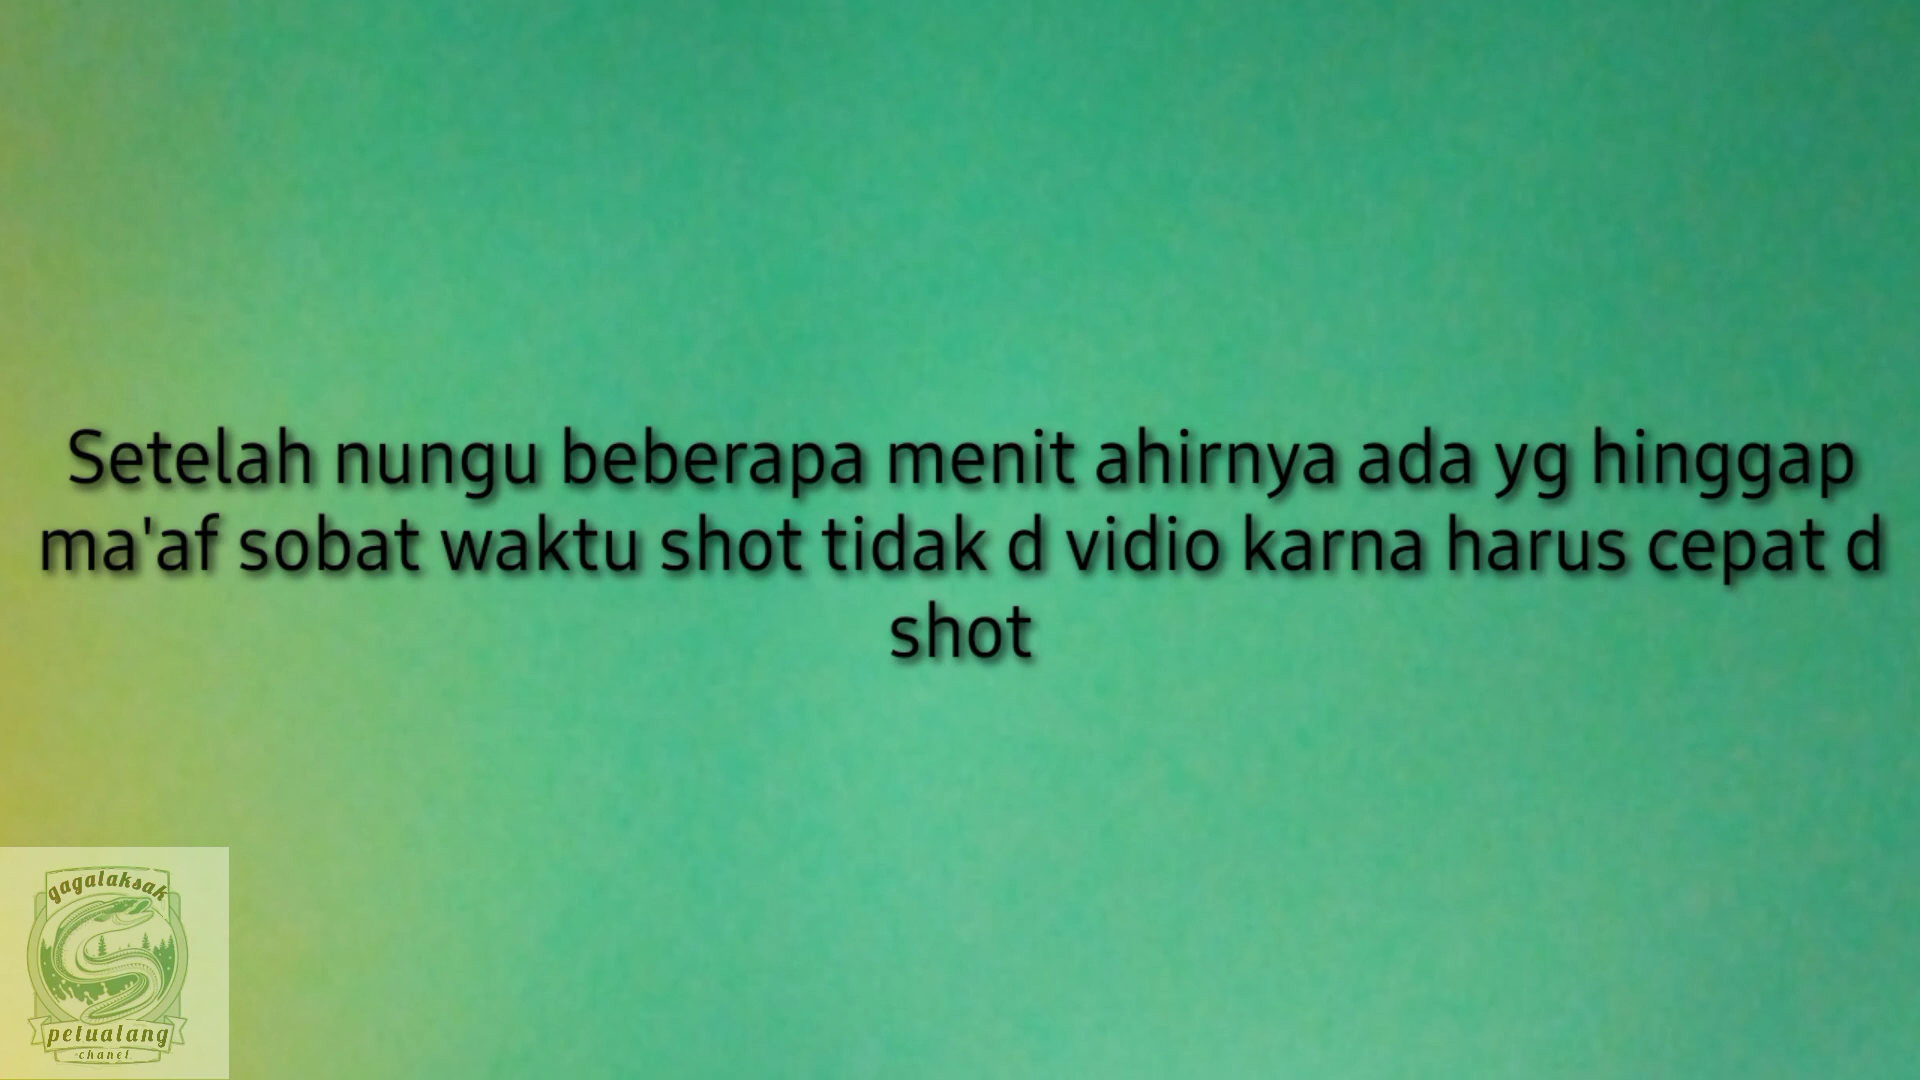 Setelah nungu beberapa menit ahirnya ada yg hinggap
ma'af sobat waktu shot tidak d vidio karna harus cepat d
shot
gagalaksak
petualang
chanel